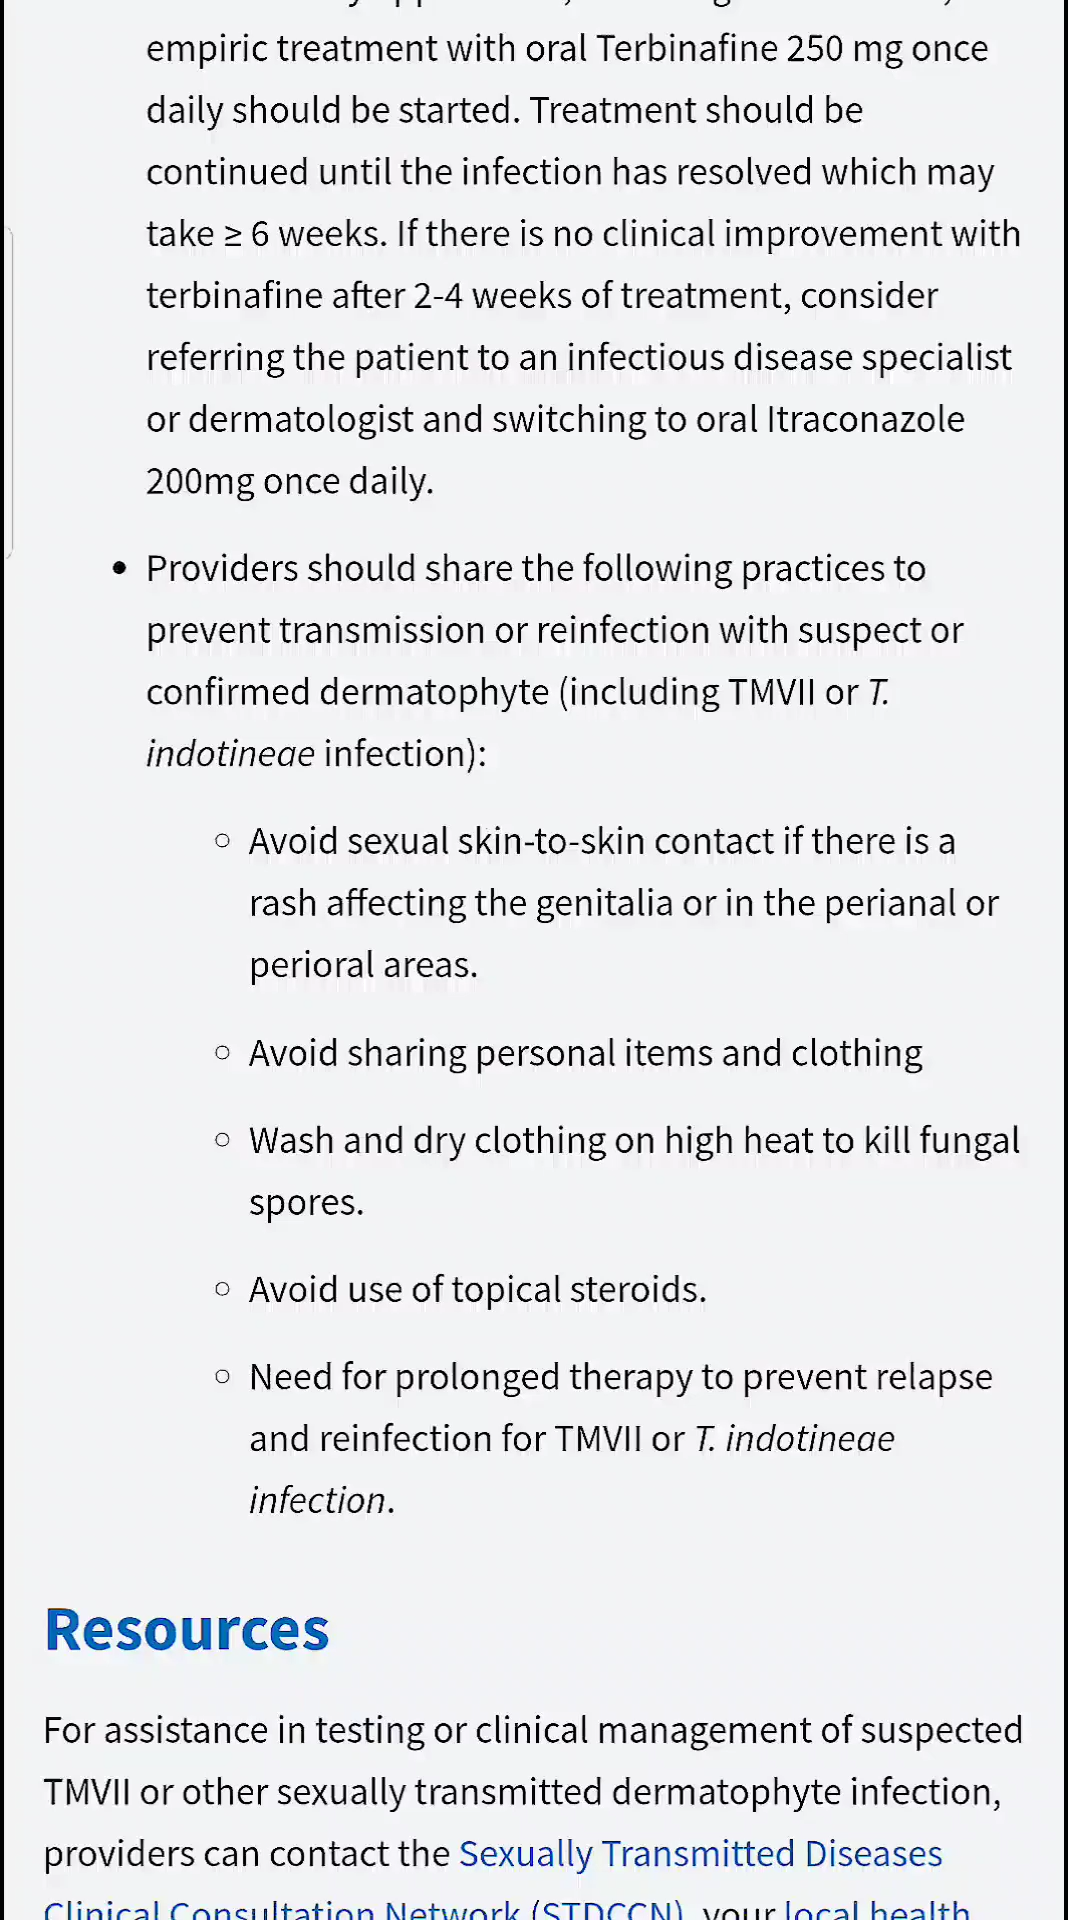 empiric treatment with oral Terbinafine 250 mg once
daily should be started. Treatment should be
continued until the infection has resolved which may
take ≥ 6 weeks. If there is no clinical improvement with
terbinafine after 2-4 weeks of treatment, consider
referring the patient to an infectious disease specialist
or dermatologist and switching to oral Itraconazole
200mg once daily.
• Providers should share the following practices to
prevent transmission or reinfection with suspect or
confirmed dermatophyte (including TMVII or T.
indotineae infection):
○ Avoid sexual skin-to-skin contact if there is a
rash affecting the genitalia or in the perianal or
perioral areas.
○ Avoid sharing personal items and clothing
○ Wash and dry clothing on high heat to kill fungal
spores.
○ Avoid use of topical steroids.
○ Need for prolonged therapy to prevent relapse
and reinfection for TMVII or T. indotineae
infection.
Resources
For assistance in testing or clinical management of suspected
TMVII or other sexually transmitted dermatophyte infection,
providers can contact the Sexually Transmitted Diseases
Clinical Consultation Network (STDCCN), your local health